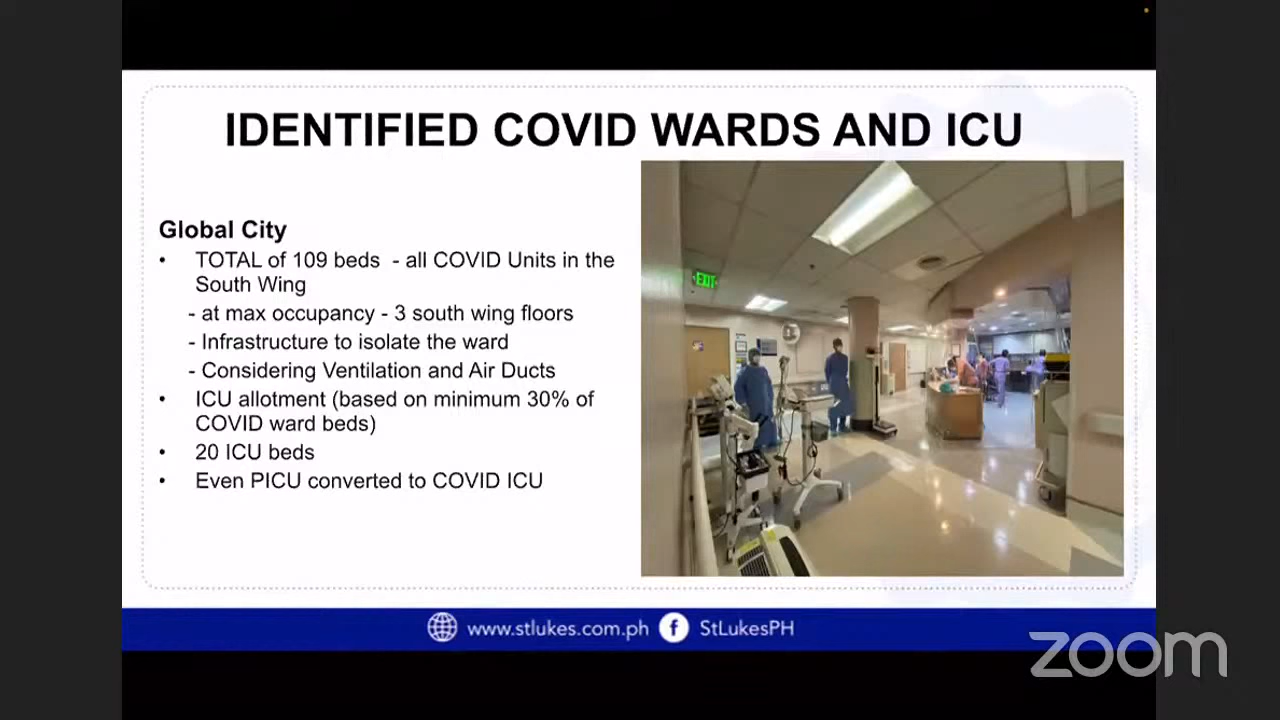 IDENTIFIED COVID WARDS AND ICU
Global City
• TOTAL of 109 beds - all COVID Units in the
South Wing
- at max occupancy - 3 south wing floors
- Infrastructure to isolate the ward
- Considering Ventilation and Air Ducts
• ICU allotment (based on minimum 30% of
COVID ward beds)
• 20 ICU beds
• Even PICU converted to COVID ICU
EXIT
www.stlukes.com.ph f StLukesPH
zoom